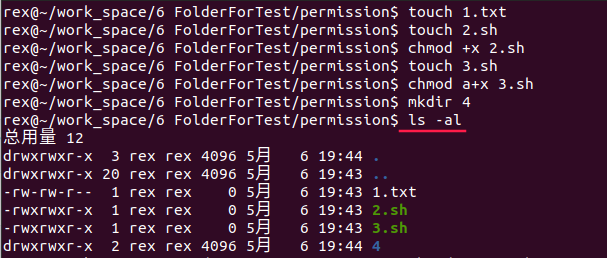 rex@~/work_space/6 FolderForTest/permission$ touch 1.txt
rex@~/work_space/6 FolderForTest/permission$ touch 2.sh
rex@~/work_space/6 FolderForTest/permission$ chmod +x 2.sh
rex@~/work_space/6 FolderForTest/permission$ touch 3.sh
rex@~/work_space/6 FolderForTest/permission$ chmod a+x 3.sh
rex@~/work_space/6 FolderForTest/permission$ mkdir 4
rex@~/work_space/6 FolderForTest/permission$ ls -al
总用量 12
drwxrwxr-x  3 rex rex 4096 5月   6 19:44 .
drwxrwxr-x 20 rex rex 4096 5月   6 19:43 ..
-rw-rw-r--  1 rex rex    0 5月   6 19:43 1.txt
-rwxrwxr-x  1 rex rex    0 5月   6 19:43 2.sh
-rwxrwxr-x  1 rex rex    0 5月   6 19:43 3.sh
drwxrwxr-x  2 rex rex 4096 5月   6 19:44 4